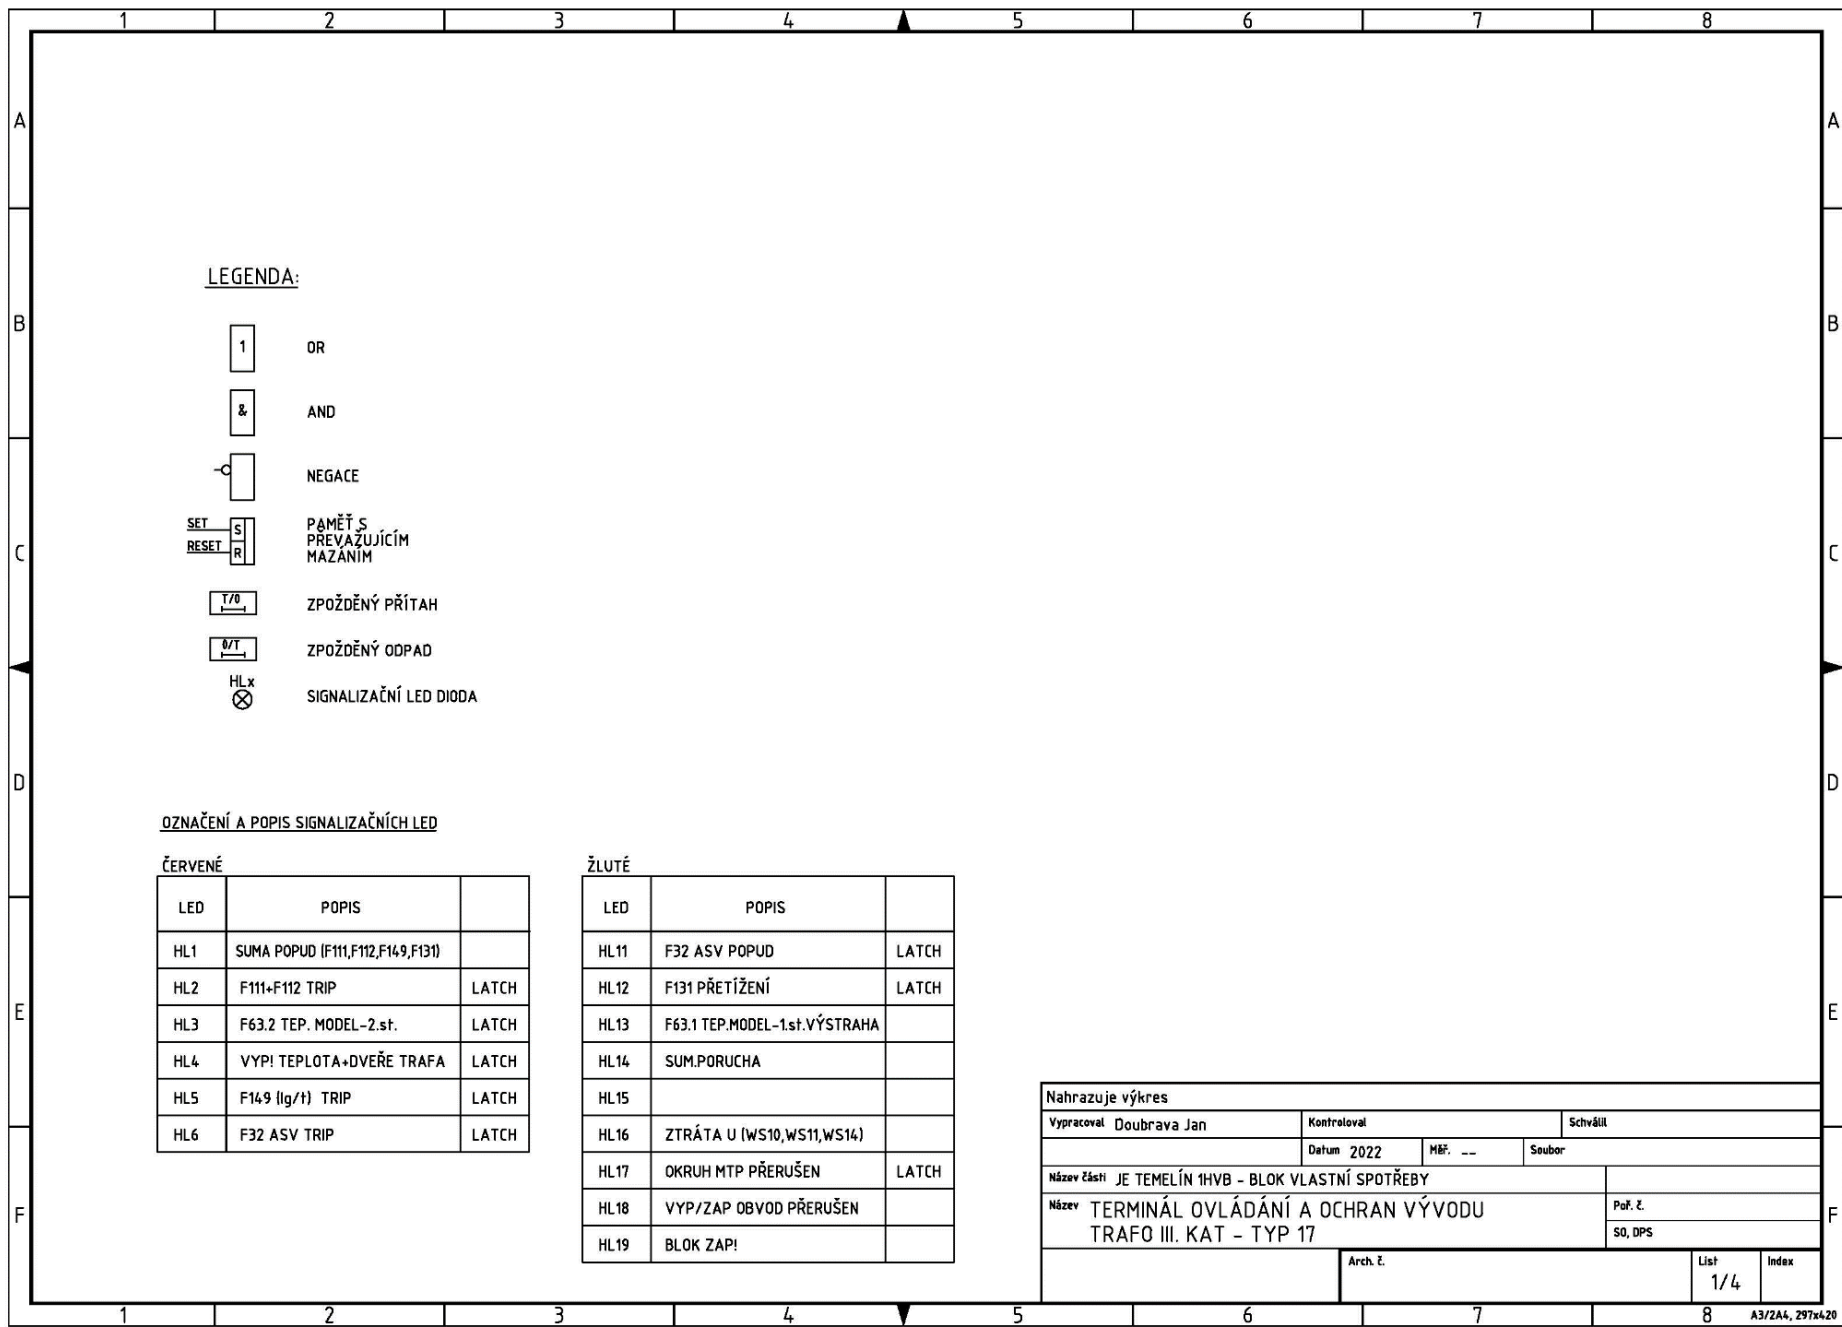 1 2 3 4 5 6 7 8
A A
B B
C C
D D
E E
F F
LEGENDA:
1 OR
& AND
NEGACE
SET S
RESET R
PAMĚŤ S
PŘEVAŽUJÍCÍM
MAZÁNÍM
T/0 ZPOŽDĚNÝ PŘÍTAH
0/T ZPOŽDĚNÝ ODPAD
HLx
SIGNALIZAČNÍ LED DIODA
OZNAČENÍ A POPIS SIGNALIZAČNÍCH LED
ČERVENÉ
LED POPIS
HL1 SUMA POPUD (F111,F112,F149,F131)
HL2 F111+F112 TRIP LATCH
HL3 F63.2 TEP. MODEL-2.st. LATCH
HL4 VYP! TEPLOTA+DVEŘE TRAFA LATCH
HL5 F149 (Ig/t) TRIP LATCH
HL6 F32 ASV TRIP LATCH
ŽLUTÉ
LED POPIS
HL11 F32 ASV POPUD LATCH
HL12 F131 PŘETÍŽENÍ LATCH
HL13 F63.1 TEP.MODEL-1.st.VÝSTRAHA
HL14 SUM.PORUCHA
HL15
HL16 ZTRÁTA U (WS10,WS11,WS14)
HL17 OKRUH MTP PŘERUŠEN LATCH
HL18 VYP/ZAP OBVOD PŘERUŠEN
HL19 BLOK ZAP!
Nahrazuje výkres
Vypracoval Doubrava Jan Kontroloval Schválil
Datum 2022 Měř. -- Soubor
Název části JE TEMELÍN 1HVB - BLOK VLASTNÍ SPOTŘEBY
Název TERMINÁL OVLÁDÁNÍ A OCHRAN VÝVODU
TRAFO III. KAT - TYP 17
Poř. č.
SO, DPS
Arch. č. List Index
1/4
1 2 3 4 5 6 7 8
A3/2A4, 297x420